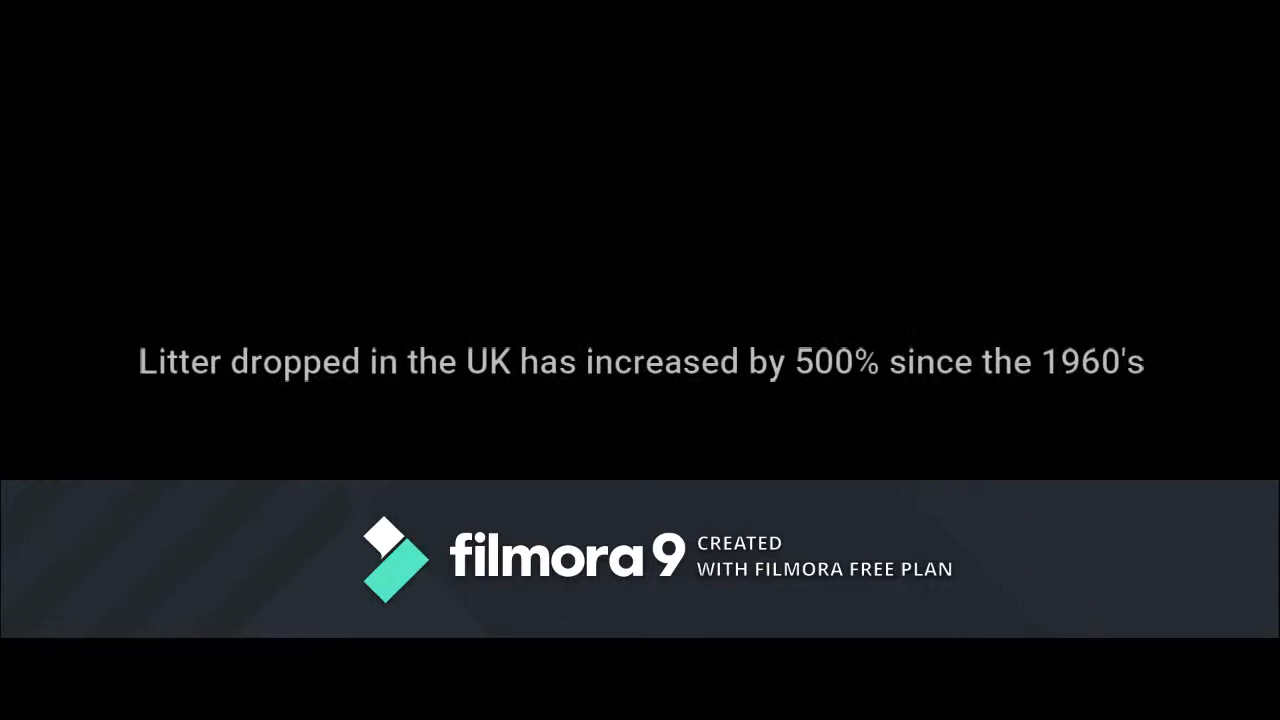 Litter dropped in the UK has increased by 500% since the 1960's
filmora 9
CREATED
WITH FILMORA FREE PLAN